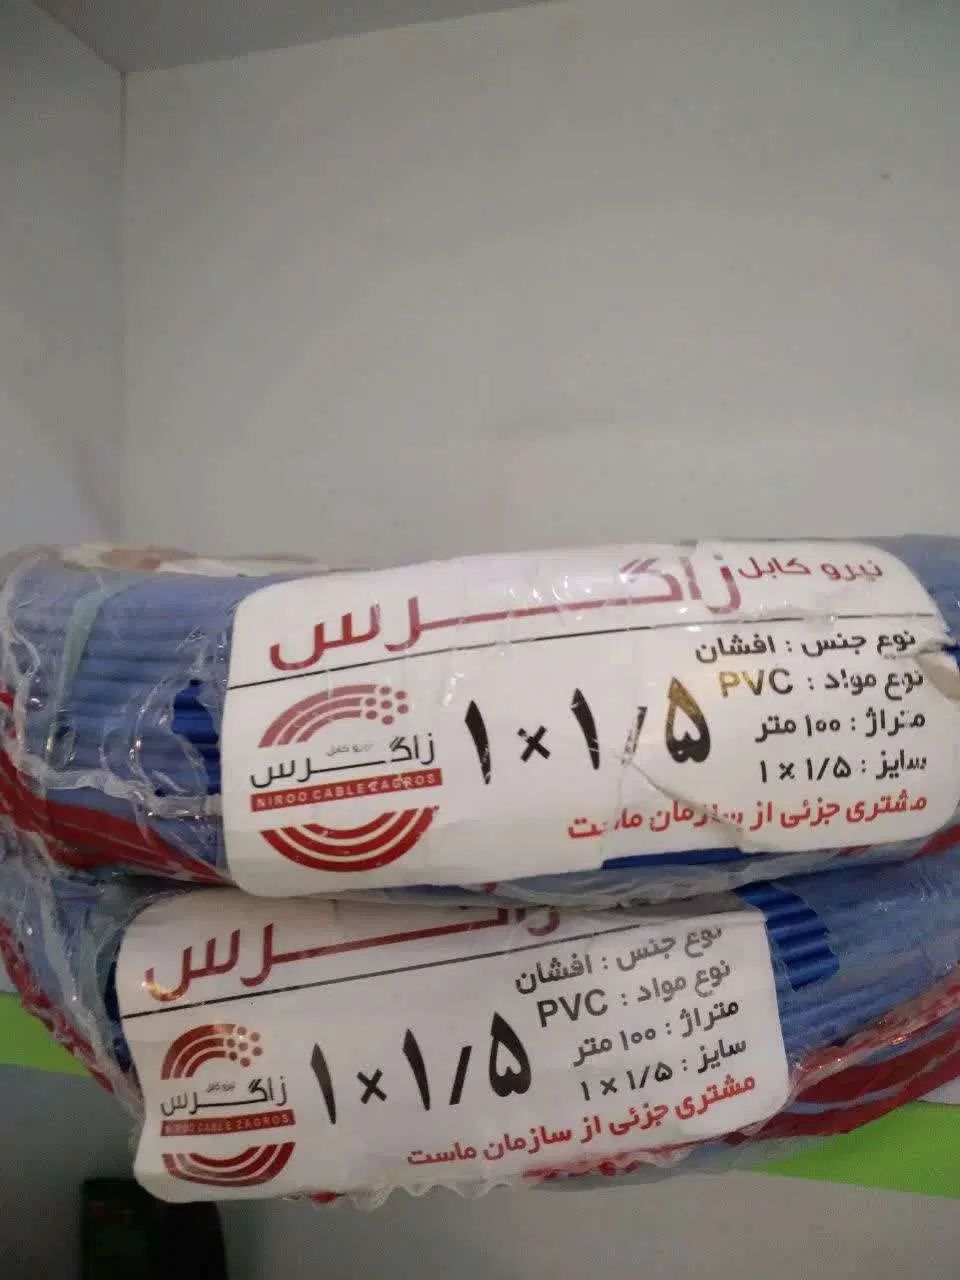 نیرو کابل زاگرس
نوع جنس : افشان
نوع مواد : PVC
متراژ : ۱۰۰ متر
سایز : ۱/۵ × ۱
۱ × ۱/۵
زاگرس
NIROO CABLE ZAGROS
مشتری جزئی از سازمان ماست
زاگرس
نوع جنس : افشان
نوع مواد : PVC
متراژ : ۱۰۰ متر
سایز : ۱/۵ × ۱
۱ × ۱/۵
زاگرس
NIROO CABLE ZAGROS
مشتری جزئی از سازمان ماست